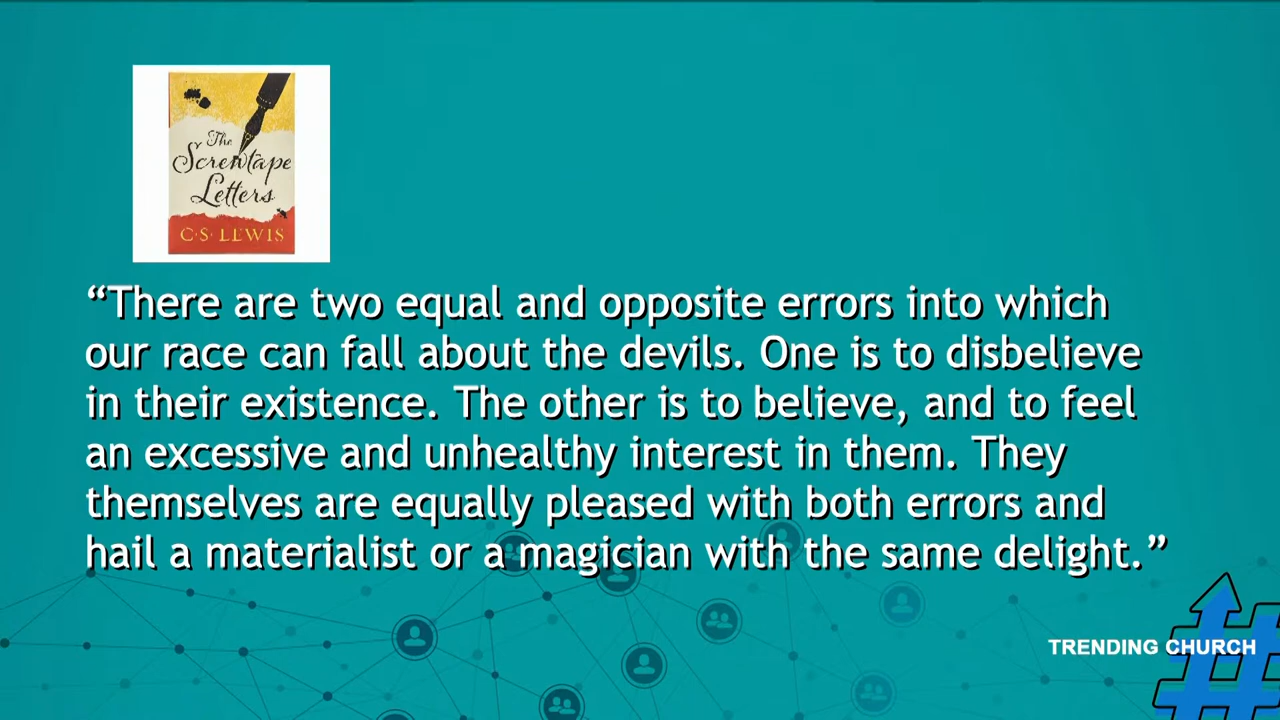 The
Screwtape
Letters
C·S· LEWIS
“There are two equal and opposite errors into which
our race can fall about the devils. One is to disbelieve
in their existence. The other is to believe, and to feel
an excessive and unhealthy interest in them. They
themselves are equally pleased with both errors and
hail a materialist or a magician with the same delight.”
TRENDING CHURCH
#